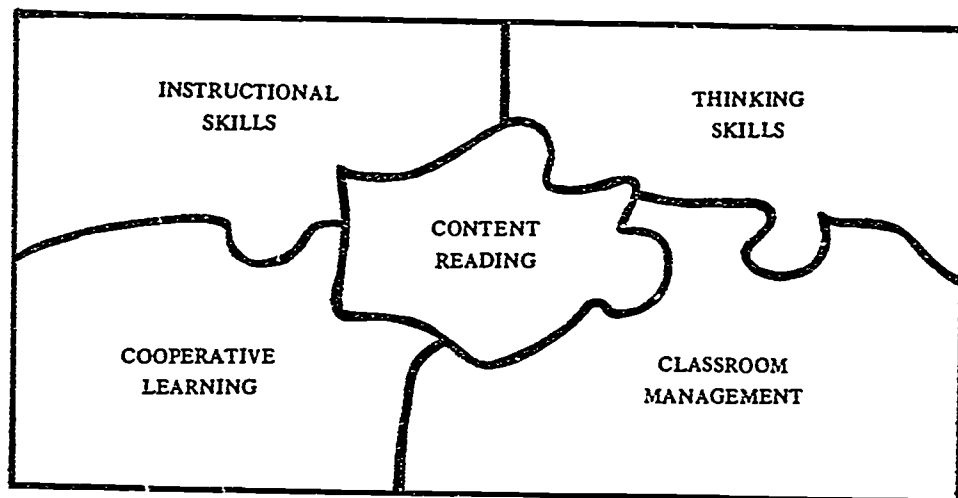 INSTRUCTIONAL
SKILLS
THINKING
SKILLS
CONTENT
READING
COOPERATIVE
LEARNING
CLASSROOM
MANAGEMENT